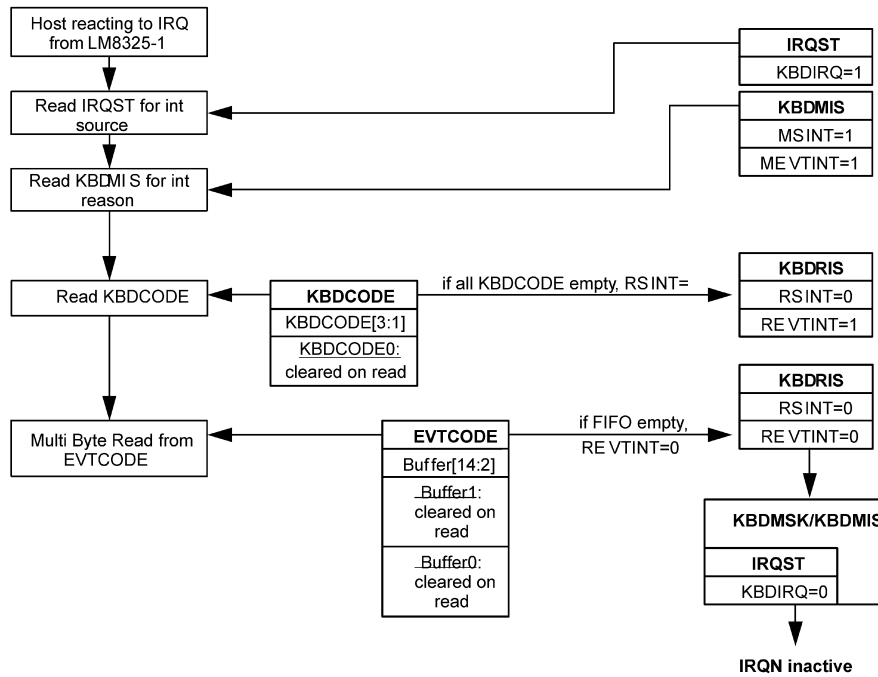 Host reacting to IRQ
from LM8325-1
IRQST
KBDIRQ=1
Read IRQST for int
source
KBDMIS
MSINT=1
MEVTINT=1
Read KBDMIS for int
reason
Read KBDCODE
KBDCODE
KBDCODE[3:1]
KBDCODE0:
cleared on read
if all KBDCODE empty, RSINT=
KBDRIS
RSINT=0
REVTINT=1
Multi Byte Read from
EVTCODE
EVTCODE
Buffer[14:2]
Buffer1:
cleared on
read
Buffer0:
cleared on
read
if FIFO empty,
REVTINT=0
KBDRIS
RSINT=0
REVTINT=0
KBDMSK/KBDMIS
IRQST
KBDIRQ=0
IRQN inactive